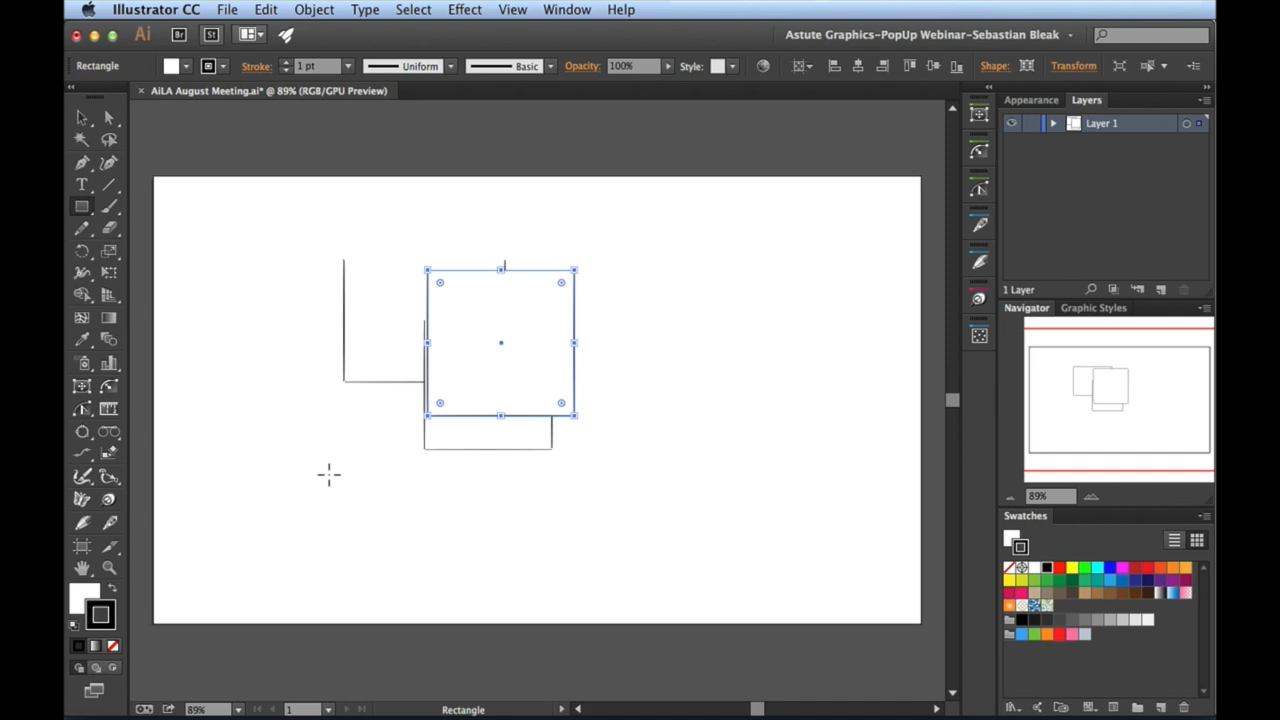 Illustrator CC File Edit Object Type Select Effect View Window Help
Ai Br St Astute Graphics-PopUp Webinar-Sebastian Bleak
Rectangle Stroke: 1 pt Uniform Basic Opacity: 100% Style: Shape: Transform
× AiLA August Meeting.ai* @ 89% (RGB/GPU Preview)
Appearance Layers
Layer 1
T
1 Layer
Navigator Graphic Styles
89%
Swatches
89% 1 Rectangle